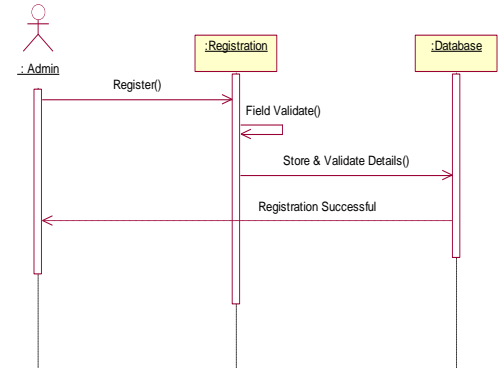 : Admin
:Registration
:Database
Register()
Field Validate()
Store & Validate Details()
Registration Successful